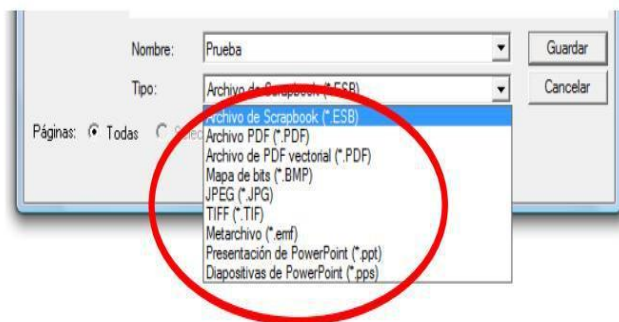 Nombre: Prueba Guardar
Tipo: Archivo de Scrapbook (*.ESB) Cancelar
Archivo de Scrapbook (*.ESB)
Páginas: Todas
Archivo PDF (*.PDF)
Archivo de PDF vectorial (*.PDF)
Mapa de bits (*.BMP)
JPEG (*.JPG)
TIFF (*.TIF)
Metarchivo (*.emf)
Presentación de PowerPoint (*.ppt)
Diapositivas de PowerPoint (*.pps)